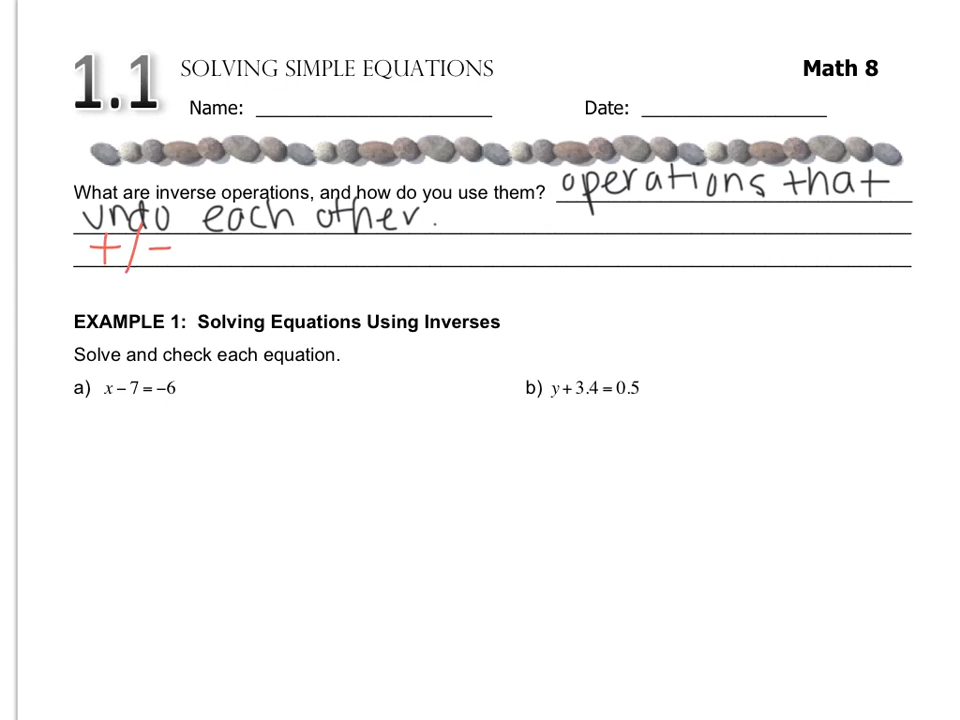 1.1 SOLVING SIMPLE EQUATIONS Math 8
Name: ____________________ Date: ________________
What are inverse operations, and how do you use them? operations that
undo each other.
+/-
EXAMPLE 1: Solving Equations Using Inverses
Solve and check each equation.
a) x − 7 = −6 b) y + 3.4 = 0.5